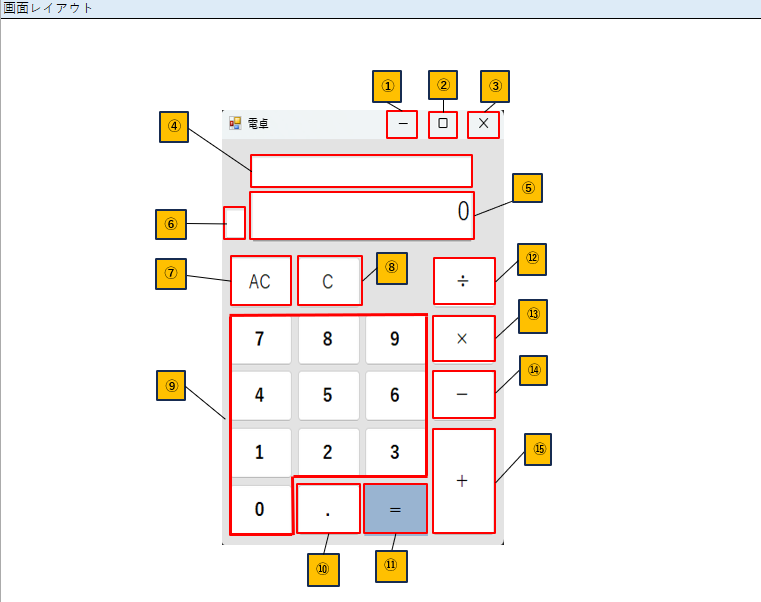 画面レイアウト
① ② ③
電卓 － □ ×
④
⑤
0
⑥
⑦ AC C ⑧ ÷ ⑫
7 8 9 × ⑬
⑨ 4 5 6 － ⑭
1 2 3 + ⑮
0 . =
⑩ ⑪